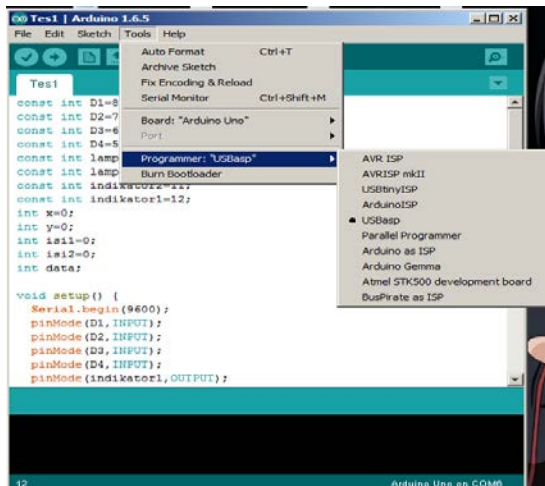 Tes1 | Arduino 1.6.5
File Edit Sketch Tools Help
Auto Format Ctrl+T
Archive Sketch
Fix Encoding & Reload
Serial Monitor Ctrl+Shift+M
Board: "Arduino Uno"
Port
Programmer: "USBasp"
Burn Bootloader
AVR ISP
AVRISP mkII
USBtinyISP
ArduinoISP
USBasp
Parallel Programmer
Arduino as ISP
Arduino Gemma
Atmel STK500 development board
BusPirate as ISP
Tes1
const int D1=8
const int D2=7
const int D3=6
const int D4=5
const int lamp
const int lamp
const int indikator2=11;
const int indikator1=12;
int x=0;
int y=0;
int isi1=0;
int isi2=0;
int data;
void setup() {
Serial.begin(9600);
pinMode(D1,INPUT);
pinMode(D2,INPUT);
pinMode(D3,INPUT);
pinMode(D4,INPUT);
pinMode(indikator1,OUTPUT);
12
Arduino Uno on COM6